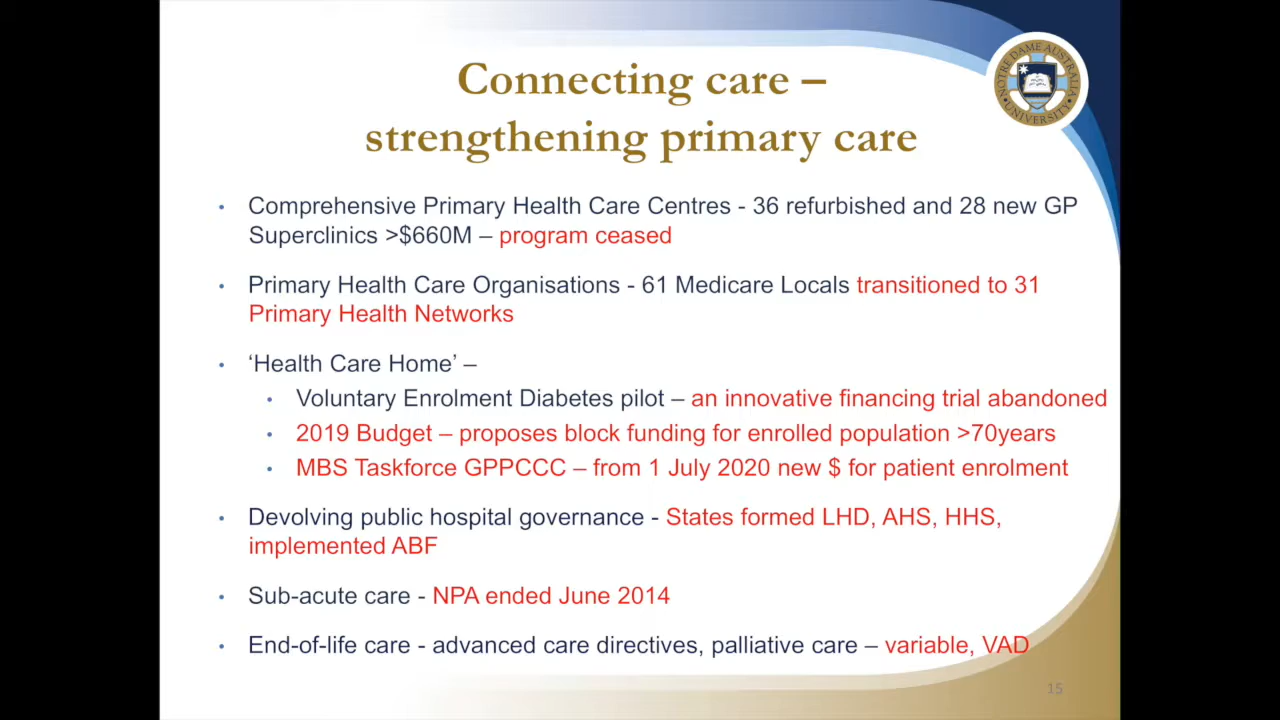 Connecting care –
strengthening primary care
NOTRE DAME AUSTRALIA
UNIVERSITY
• Comprehensive Primary Health Care Centres - 36 refurbished and 28 new GP
Superclinics >$660M – program ceased
• Primary Health Care Organisations - 61 Medicare Locals transitioned to 31
Primary Health Networks
• ‘Health Care Home’ –
• Voluntary Enrolment Diabetes pilot – an innovative financing trial abandoned
• 2019 Budget – proposes block funding for enrolled population >70years
• MBS Taskforce GPPCCC – from 1 July 2020 new $ for patient enrolment
• Devolving public hospital governance - States formed LHD, AHS, HHS,
implemented ABF
• Sub-acute care - NPA ended June 2014
• End-of-life care - advanced care directives, palliative care – variable, VAD
15